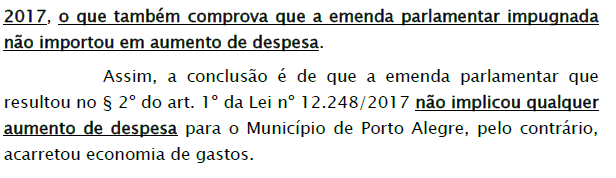 2017, o que também comprova que a emenda parlamentar impugnada
não importou em aumento de despesa.
Assim, a conclusão é de que a emenda parlamentar que
resultou no § 2° do art. 1° da Lei n° 12.248/2017 não implicou qualquer
aumento de despesa para o Município de Porto Alegre, pelo contrário,
acarretou economia de gastos.